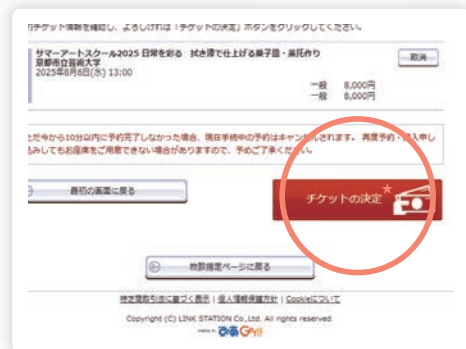 約チケット情報を確認し、よろしければ「チケットの決定」ボタンをクリックしてください。
サマーアートスクール2025 日常を彩る 拭き漆で仕上げる菓子皿・茶托作り
京都市立芸術大学
2025年8月6日(水) 13:00
取消
一般 8,000円
一般 8,000円
ただ今から10分以内に予約完了しなかった場合、現在手続中の予約はキャンセルされます。 再度予約・購入申し
込みしてもお座席をご用意できない場合がありますので、予めご了承ください。
最初の画面に戻る
チケットの決定
枚数指定ページに戻る
特定商取引法に基づく表示 | 個人情報保護方針 | Cookieについて
Copyright (C) LINK STATION Co.,Ltd. All rights reserved.